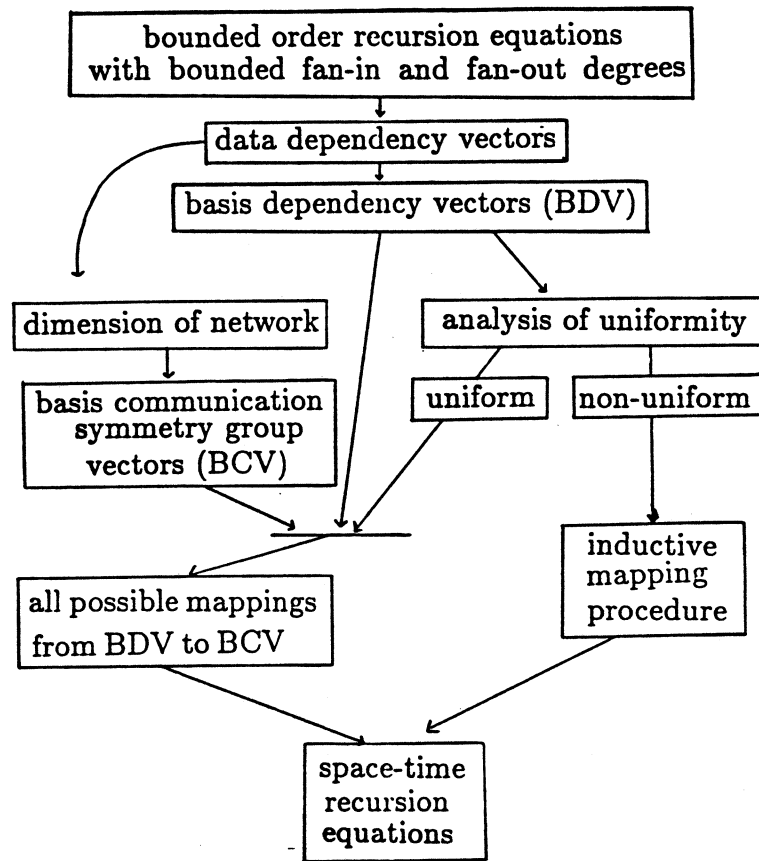 bounded order recursion equations
with bounded fan-in and fan-out degrees
data dependency vectors
basis dependency vectors (BDV)
dimension of network
analysis of uniformity
basis communication
symmetry group
vectors (BCV)
uniform
non-uniform
inductive
mapping
procedure
all possible mappings
from BDV to BCV
space-time
recursion
equations